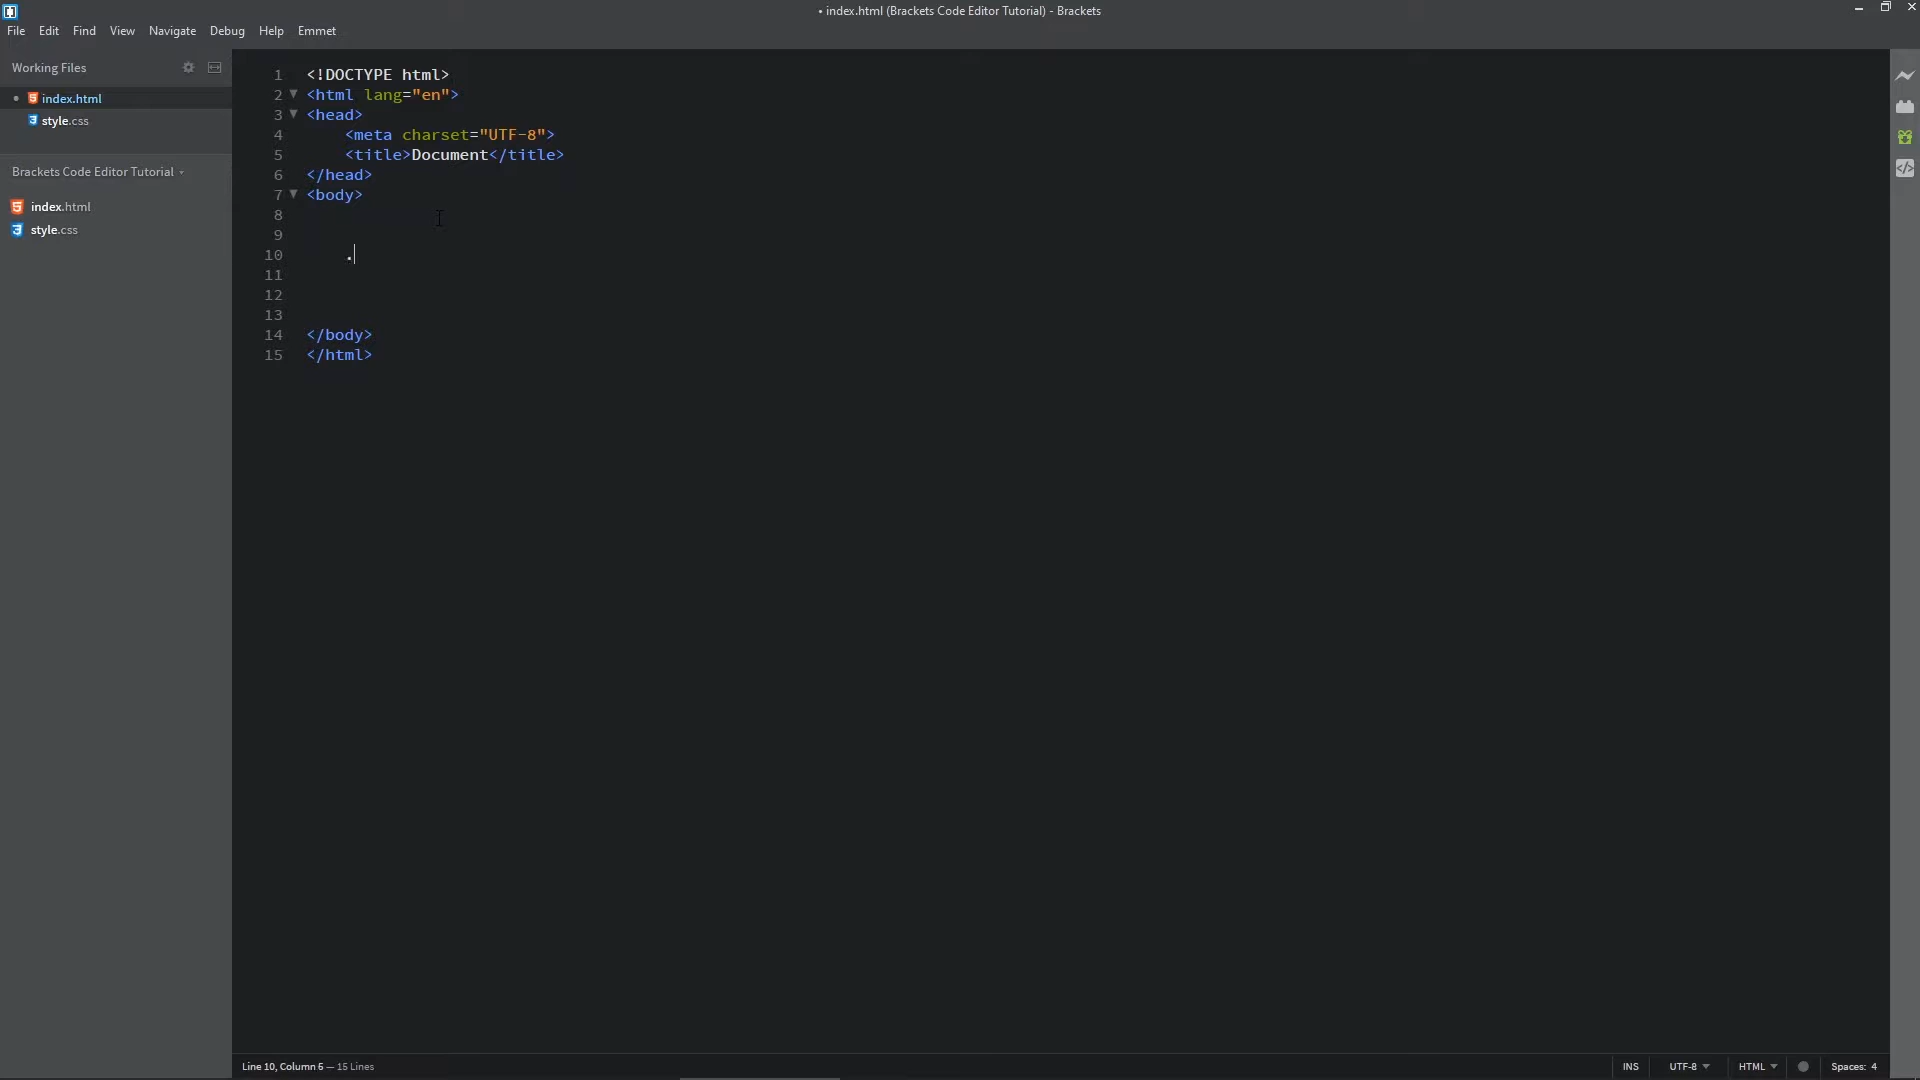 • index.html (Brackets Code Editor Tutorial) - Brackets
File Edit Find View Navigate Debug Help Emmet
Working Files
• index.html
style.css
Brackets Code Editor Tutorial
index.html
style.css
1 <!DOCTYPE html>
2 <html lang="en">
3 <head>
4 <meta charset="UTF-8">
5 <title>Document</title>
6 </head>
7 <body>
8
9
10 .
11
12
13
14 </body>
15 </html>
Line 10, Column 6 — 15 Lines
INS UTF-8 HTML Spaces: 4